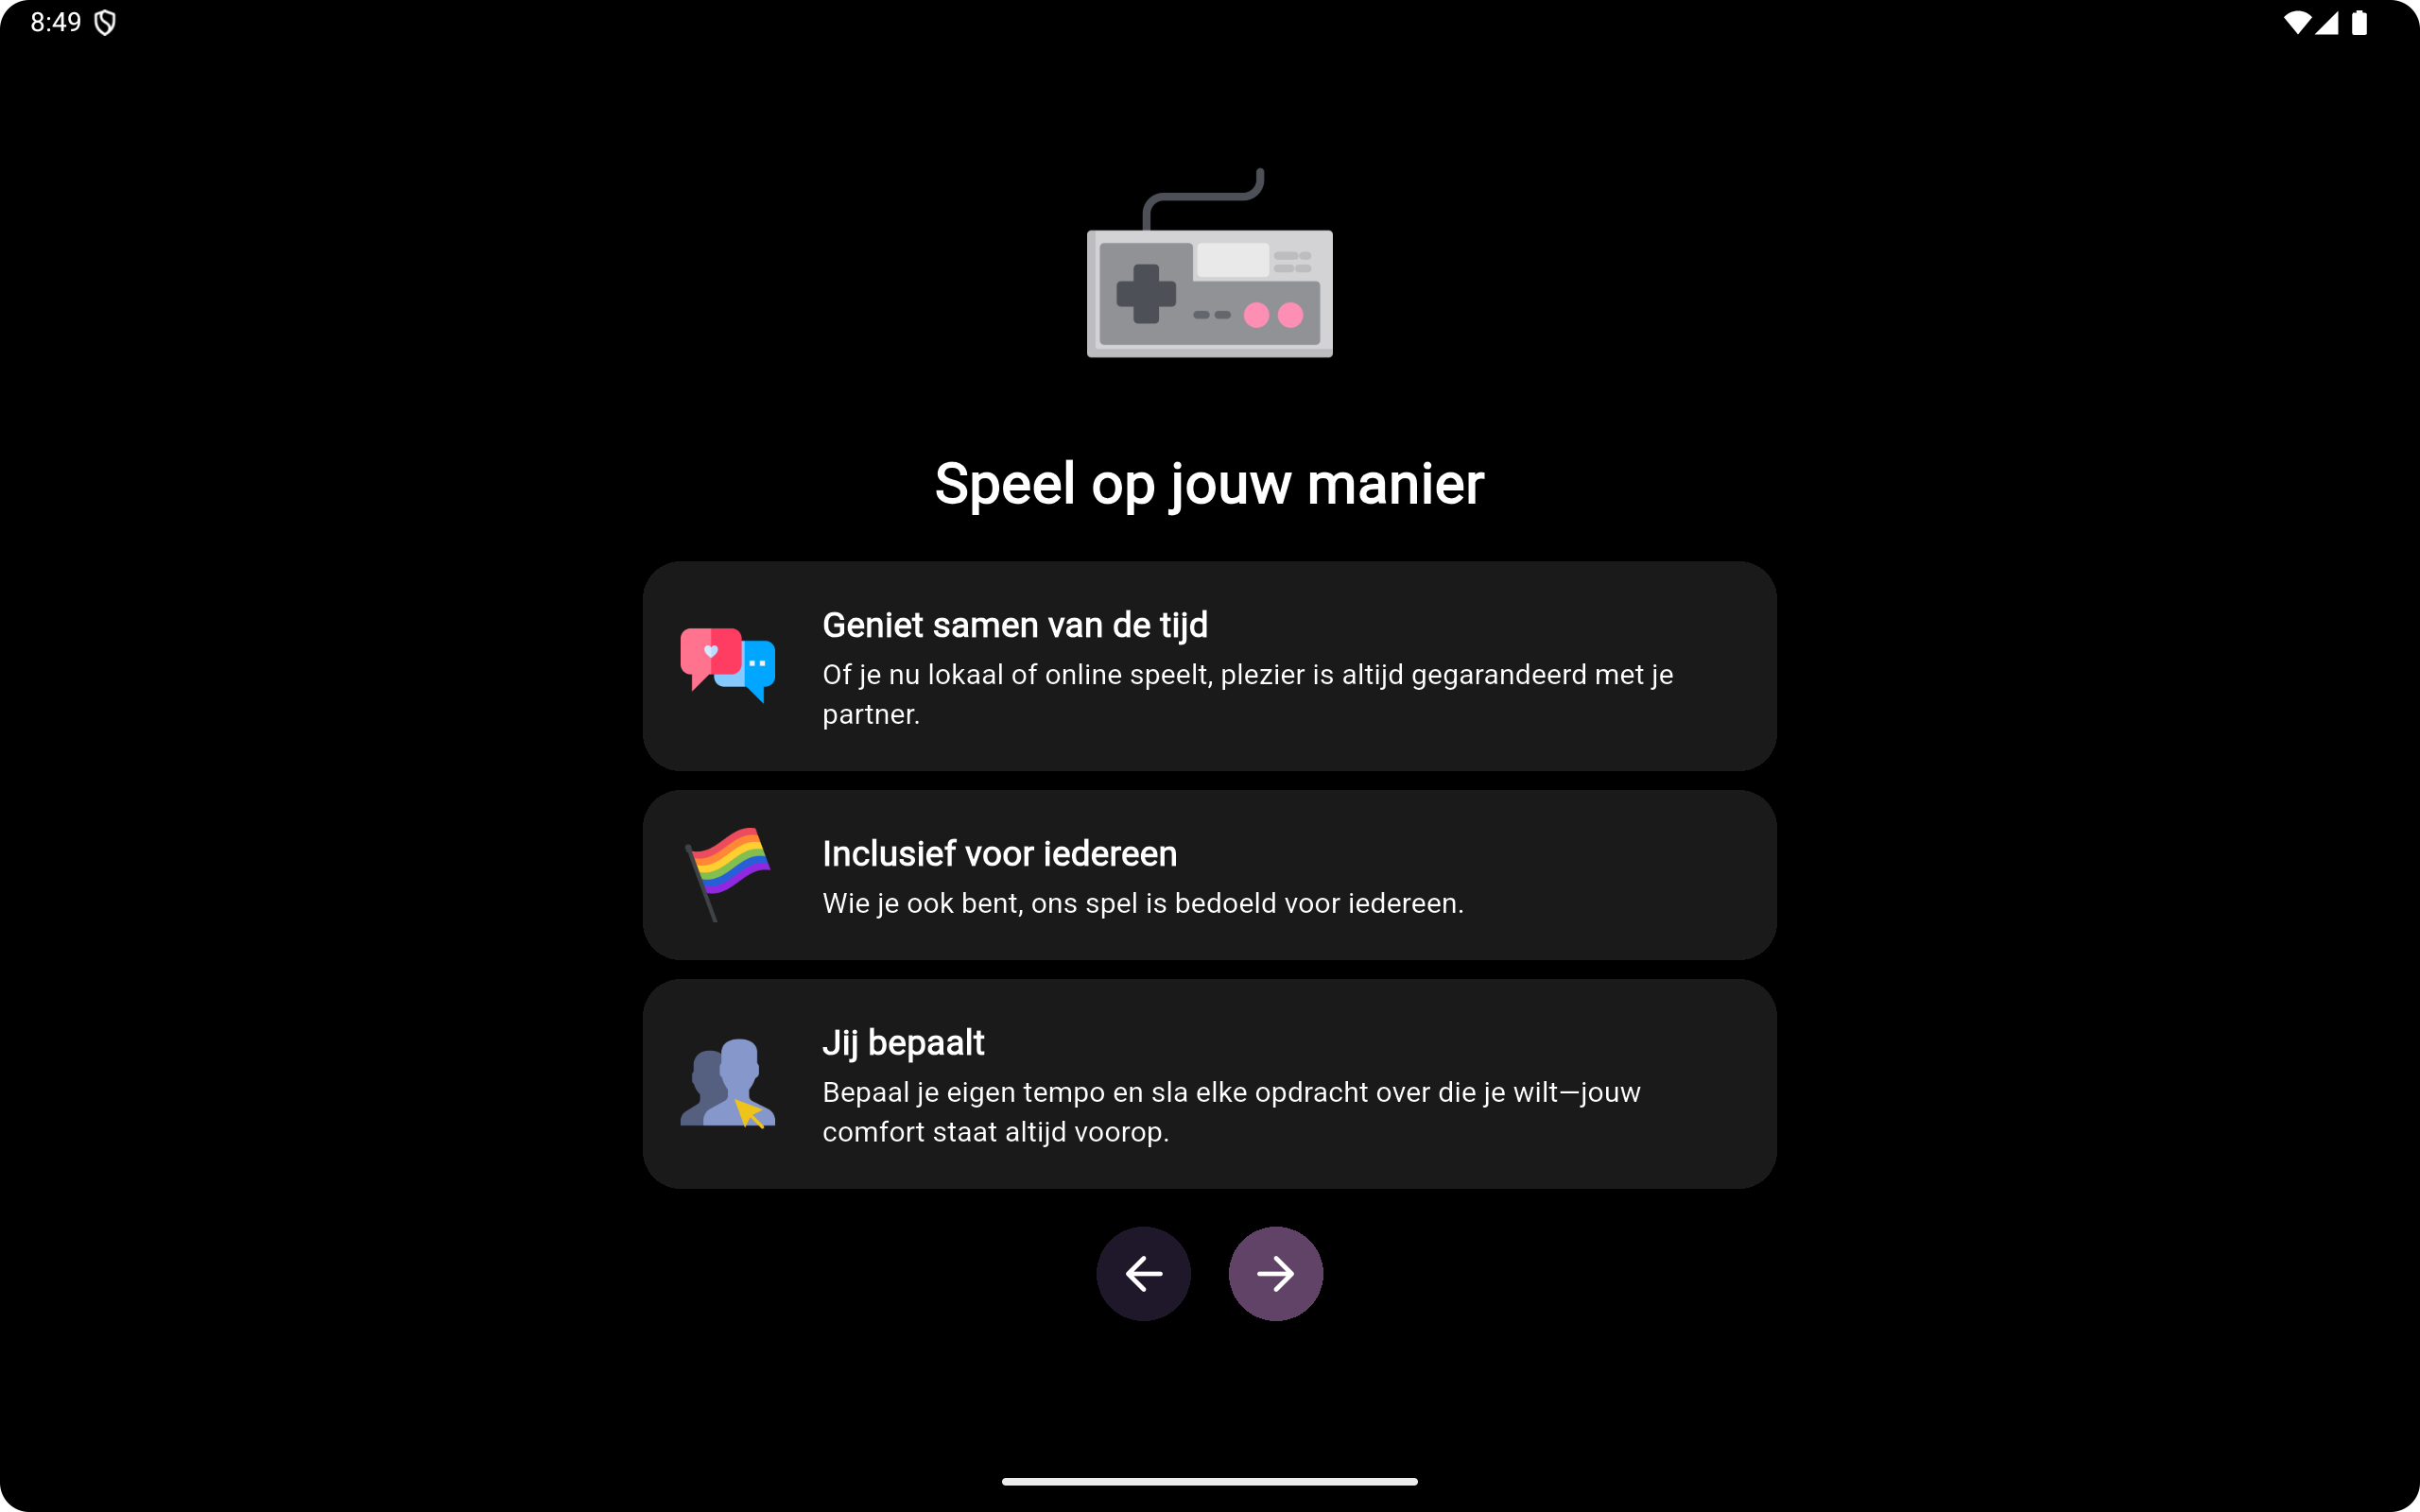 8:49
Speel op jouw manier
Geniet samen van de tijd
Of je nu lokaal of online speelt, plezier is altijd gegarandeerd met je
partner.
Inclusief voor iedereen
Wie je ook bent, ons spel is bedoeld voor iedereen.
Jij bepaalt
Bepaal je eigen tempo en sla elke opdracht over die je wilt—jouw
comfort staat altijd voorop.